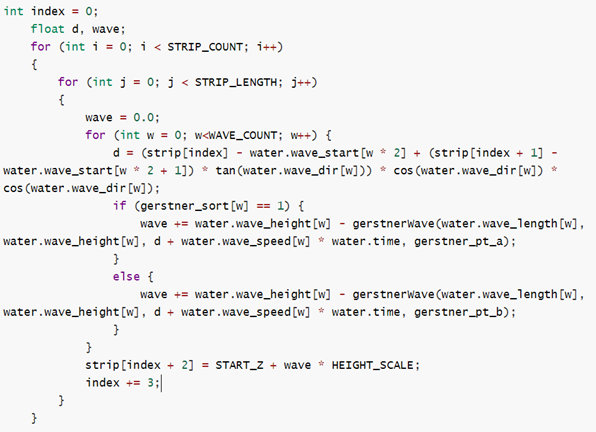 int index = 0;
    float d, wave;
    for (int i = 0; i < STRIP_COUNT; i++)
    {
        for (int j = 0; j < STRIP_LENGTH; j++)
        {
            wave = 0.0;
            for (int w = 0; w<WAVE_COUNT; w++) {
                d = (strip[index] - water.wave_start[w * 2] + (strip[index + 1] -
water.wave_start[w * 2 + 1]) * tan(water.wave_dir[w])) * cos(water.wave_dir[w]) *
cos(water.wave_dir[w]);
                if (gerstner_sort[w] == 1) {
                    wave += water.wave_height[w] - gerstnerWave(water.wave_length[w],
water.wave_height[w], d + water.wave_speed[w] * water.time, gerstner_pt_a);
                }
                else {
                    wave += water.wave_height[w] - gerstnerWave(water.wave_length[w],
water.wave_height[w], d + water.wave_speed[w] * water.time, gerstner_pt_b);
                }
            }
            strip[index + 2] = START_Z + wave * HEIGHT_SCALE;
            index += 3;
        }
    }